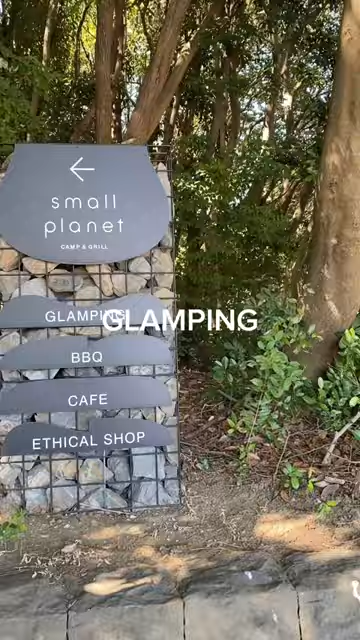 ←
small
planet
CAMP & GRILL
GLAMPING
GLAMPING
BBQ
CAFE
ETHICAL SHOP